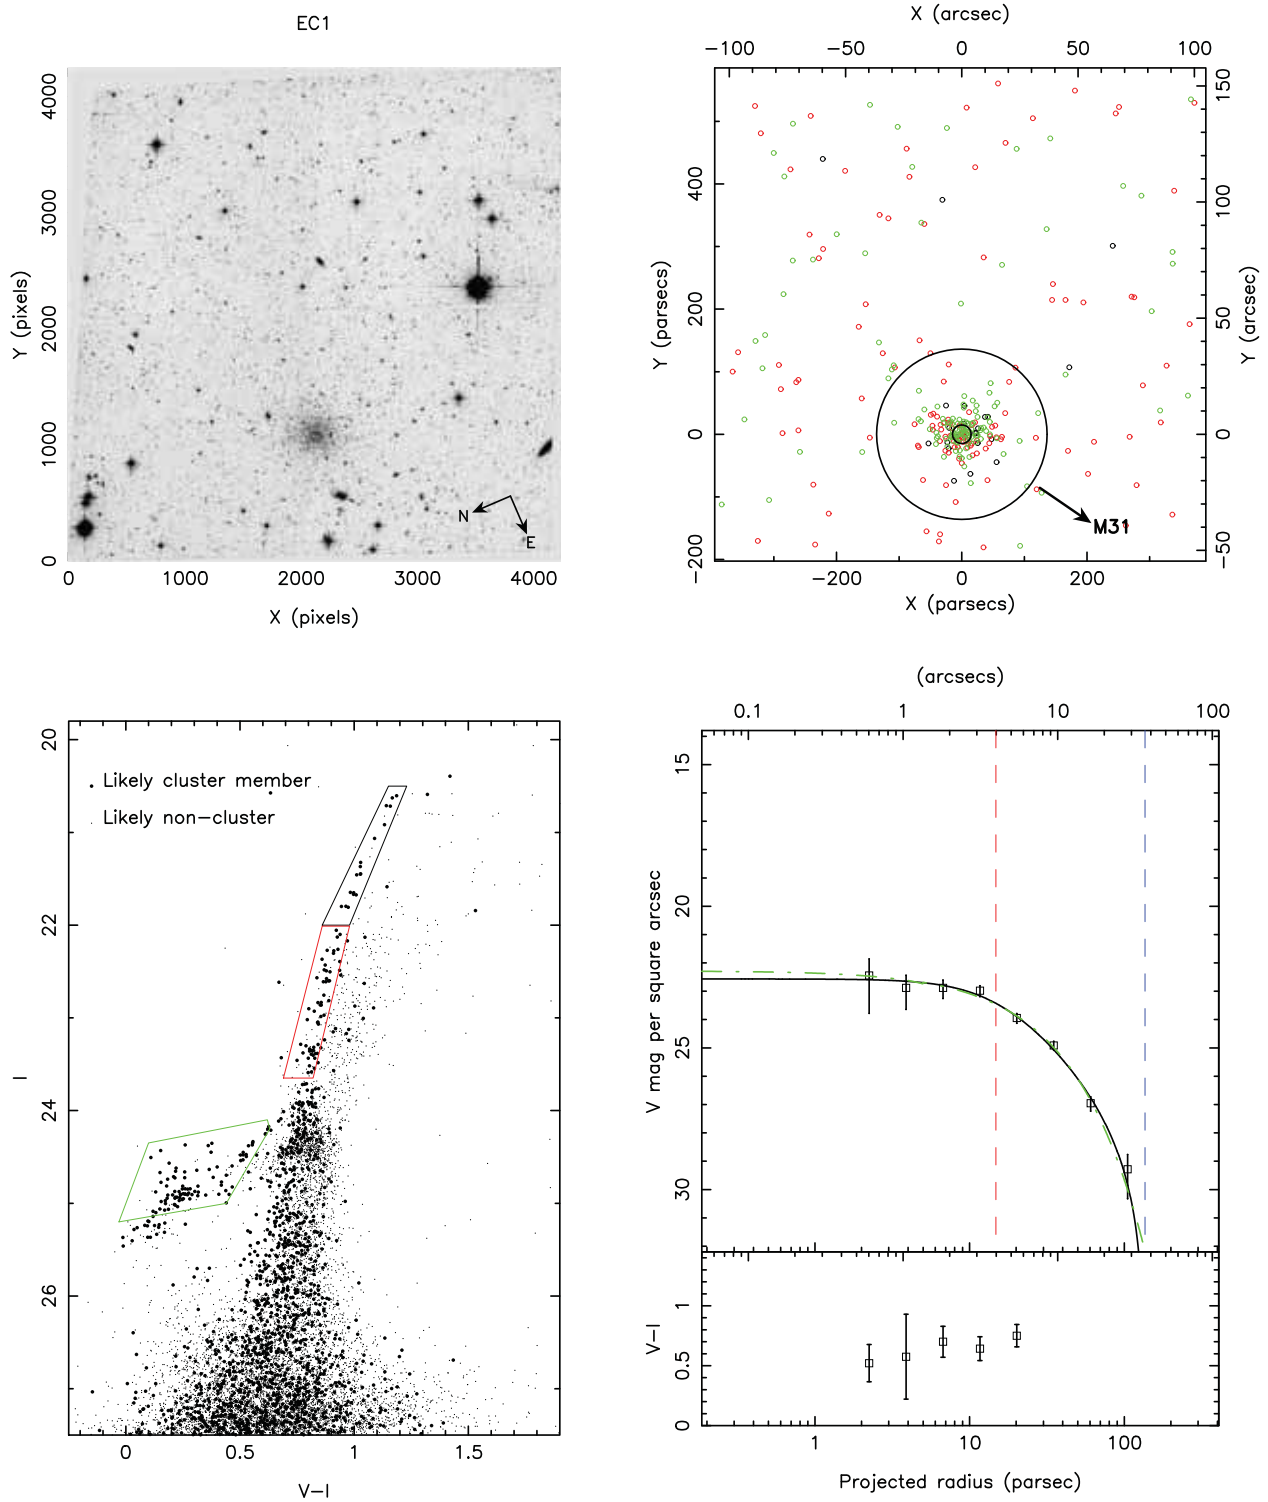 EC1
Y (pixels)
4000
3000
2000
1000
0
N
E
0 1000 2000 3000 4000
X (pixels)
X (arcsec)
−100 −50 0 50 100
Y (parsecs)
400
200
0
−200
150
100
50
0
−50
Y (arcsec)
M31
−200 0 200
X (parsecs)
I
20
22
24
26
Likely cluster member
Likely non−cluster
0 0.5 1 1.5
V−I
(arcsecs)
0.1 1 10 100
V mag per square arcsec
15
20
25
30
V−I
1
0.5
0
1 10 100
Projected radius (parsec)